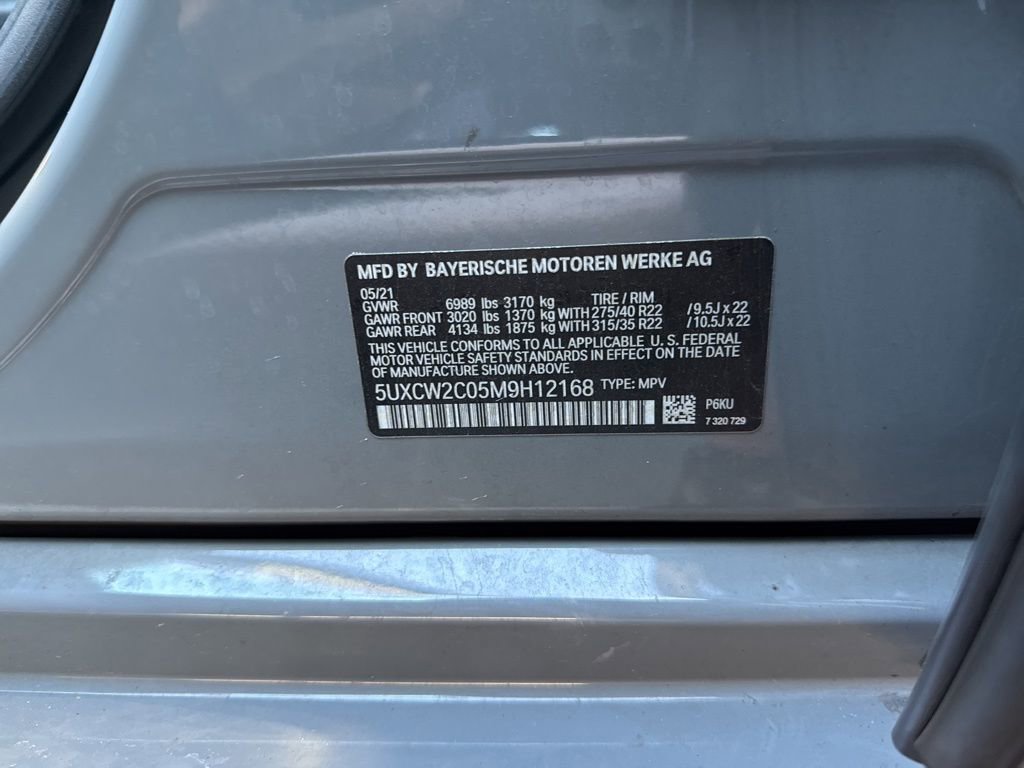 MFD BY BAYERISCHE MOTOREN WERKE AG
05/21
GVWR 6989 lbs 3170 kg TIRE / RIM
GAWR FRONT 3020 lbs 1370 kg WITH 275/40 R22 /9.5J x 22
GAWR REAR 4134 lbs 1875 kg WITH 315/35 R22 /10.5J x 22
THIS VEHICLE CONFORMS TO ALL APPLICABLE U. S. FEDERAL
MOTOR VEHICLE SAFETY STANDARDS IN EFFECT ON THE DATE
OF MANUFACTURE SHOWN ABOVE.
5UXCW2C05M9H12168 TYPE: MPV
P6KU
7 320 729